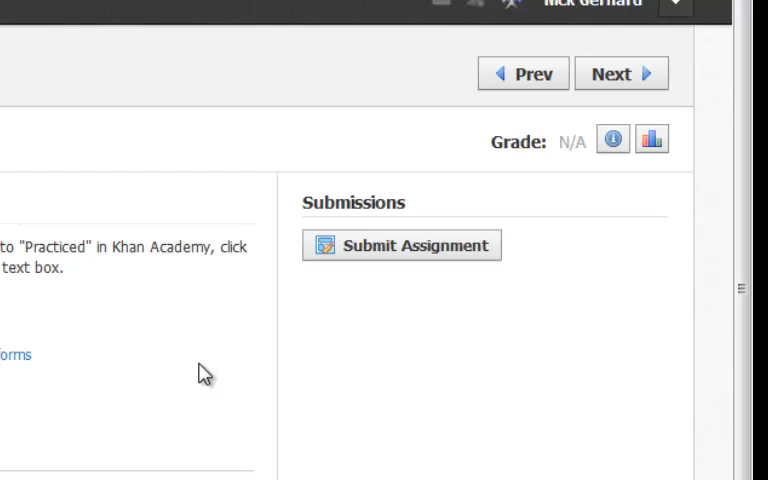 Nick Gerhard
Prev
Next
Grade: N/A
Submissions
Submit Assignment
to "Practiced" in Khan Academy, click
text box.
orms